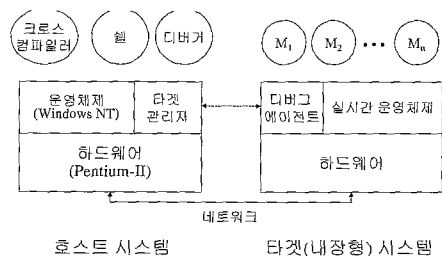 크로스
컴파일러
쉘
디버거
M1
M2
•••
Mn
운영체제
(Windows NT)
타겟
관리자
디버그
에이전트
실시간 운영체제
하드웨어
(Pentium-II)
하드웨어
네트워크
호스트 시스템
타겟(내장형) 시스템